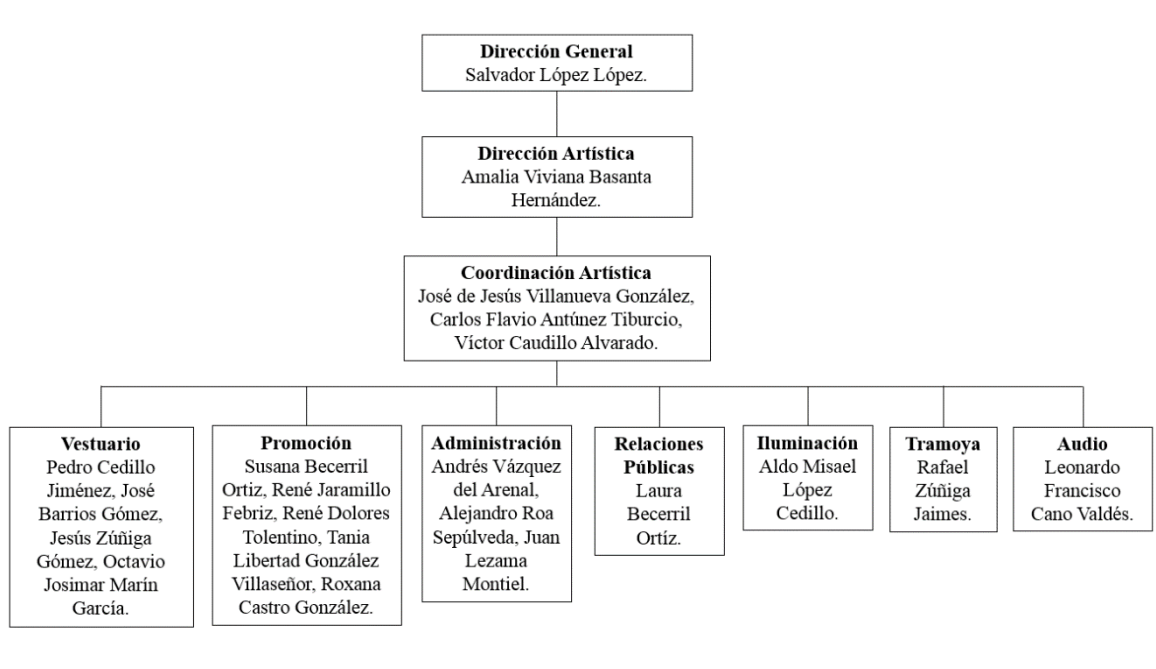 Dirección General
Salvador López López.
Dirección Artística
Amalia Viviana Basanta
Hernández.
Coordinación Artística
José de Jesús Villanueva González,
Carlos Flavio Antúnez Tiburcio,
Víctor Caudillo Alvarado.
Vestuario
Pedro Cedillo
Jiménez, José
Barrios Gómez,
Jesús Zúñiga
Gómez, Octavio
Josimar Marín
García.
Promoción
Susana Becerril
Ortiz, René Jaramillo
Febriz, René Dolores
Tolentino, Tania
Libertad González
Villaseñor, Roxana
Castro González.
Administración
Andrés Vázquez
del Arenal,
Alejandro Roa
Sepúlveda, Juan
Lezama
Montiel.
Relaciones
Públicas
Laura
Becerril
Ortíz.
Iluminación
Aldo Misael
López
Cedillo.
Tramoya
Rafael
Zúñiga
Jaimes.
Audio
Leonardo
Francisco
Cano Valdés.